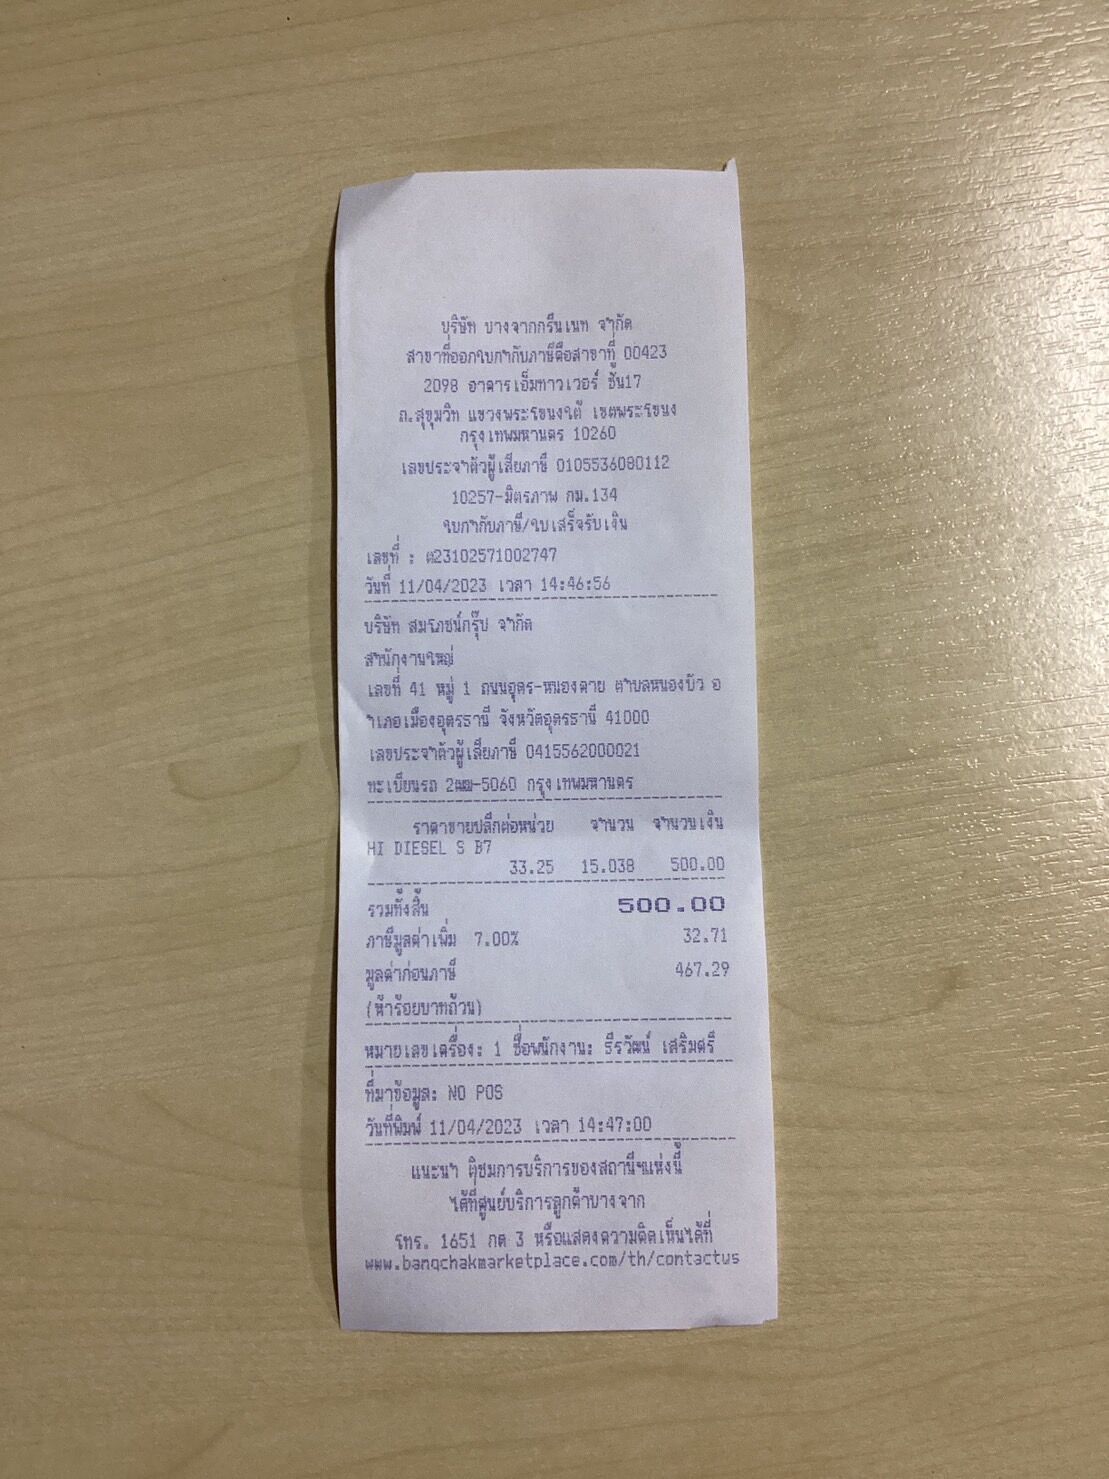 บริษัท บางจากกรีนเนท จำกัด
สาขาที่ออกใบกำกับภาษีคือสาขาที่ 00423
2098 อาคารเอ็มทาวเวอร์ ชั้น17
ถ.สุขุมวิท แขวงพระโขนงใต้ เขตพระโขนง
กรุงเทพมหานคร 10260
เลขประจำตัวผู้เสียภาษี 0105536080112
10257-มิตรภาพ กม.134
ใบกำกับภาษี/ใบเสร็จรับเงิน
เลขที่ : ต23102571002747
วันที่ 11/04/2023 เวลา 14:46:56
บริษัท สมโภชน์กรุ๊ป จำกัด
สำนักงานใหญ่
เลขที่ 41 หมู่ 1 ถนนอุดร-หนองคาย ตำบลหนองบัว อ
ำเภอเมืองอุดรธานี จังหวัดอุดรธานี 41000
เลขประจำตัวผู้เสียภาษี 0415562000021
ทะเบียนรถ 2ฒฒ-5060 กรุงเทพมหานคร
ราคาขายปลีกต่อหน่วย จำนวน จำนวนเงิน
HI DIESEL S B7
33.25 15.038 500.00
รวมทั้งสิ้น 500.00
ภาษีมูลค่าเพิ่ม 7.00% 32.71
มูลค่าก่อนภาษี 467.29
(ห้าร้อยบาทถ้วน)
หมายเลขเครื่อง: 1 ชื่อพนักงาน: ธีรวัฒน์ เสริมตรี
ที่มาข้อมูล: NO POS
วันที่พิมพ์ 11/04/2023 เวลา 14:47:00
แนะนำ ติชมการบริการของสถานีฯแห่งนี้
ได้ที่ศูนย์บริการลูกค้าบางจาก
โทร. 1651 กด 3 หรือแสดงความคิดเห็นได้ที่
www.bangchakmarketplace.com/th/contactus